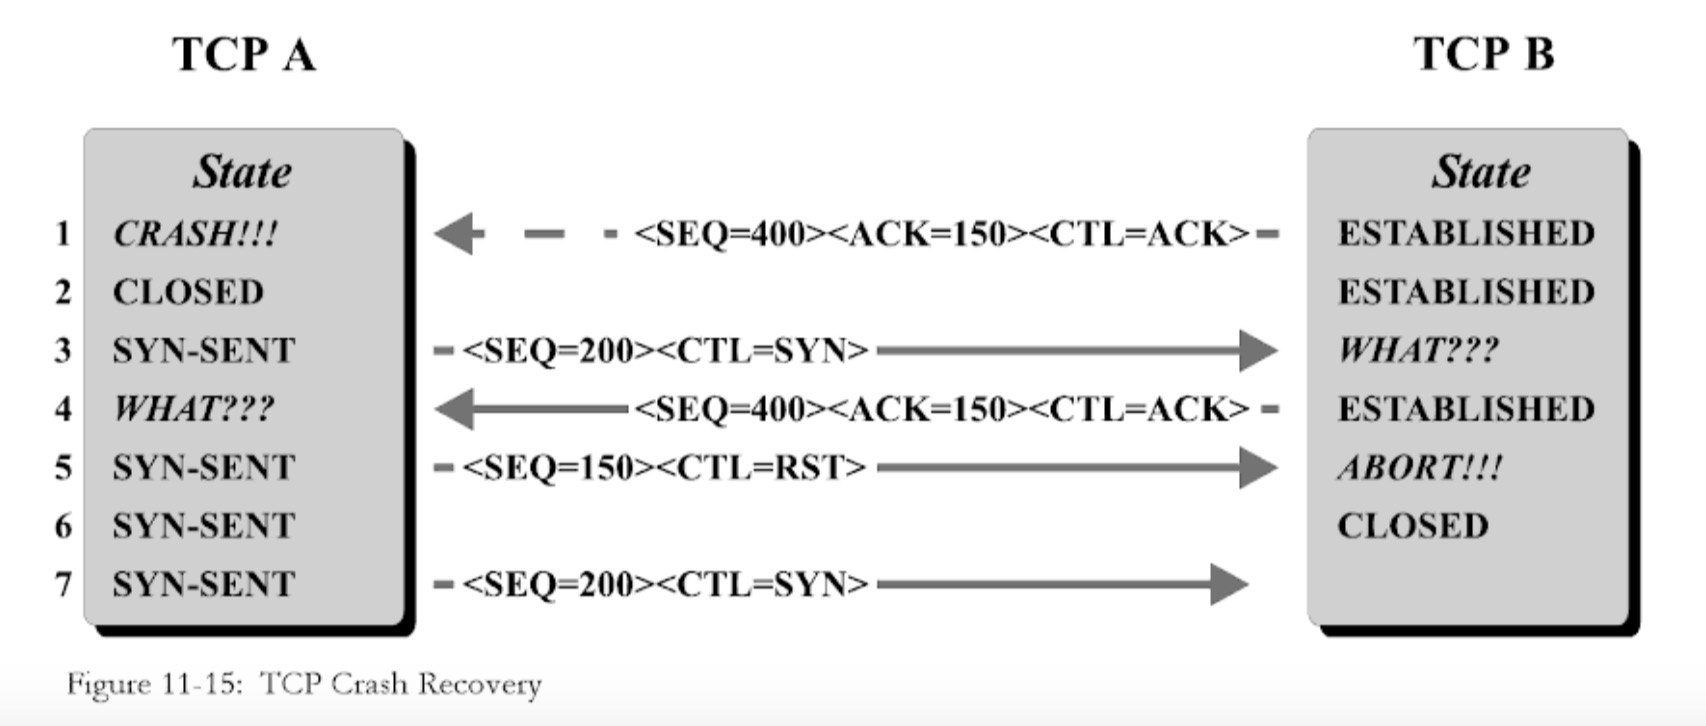 TCP A TCP B
State State
1 CRASH!!! <SEQ=400><ACK=150><CTL=ACK> ESTABLISHED
2 CLOSED ESTABLISHED
3 SYN-SENT <SEQ=200><CTL=SYN> WHAT???
4 WHAT??? <SEQ=400><ACK=150><CTL=ACK> ESTABLISHED
5 SYN-SENT <SEQ=150><CTL=RST> ABORT!!!
6 SYN-SENT CLOSED
7 SYN-SENT <SEQ=200><CTL=SYN>
Figure 11-15: TCP Crash Recovery